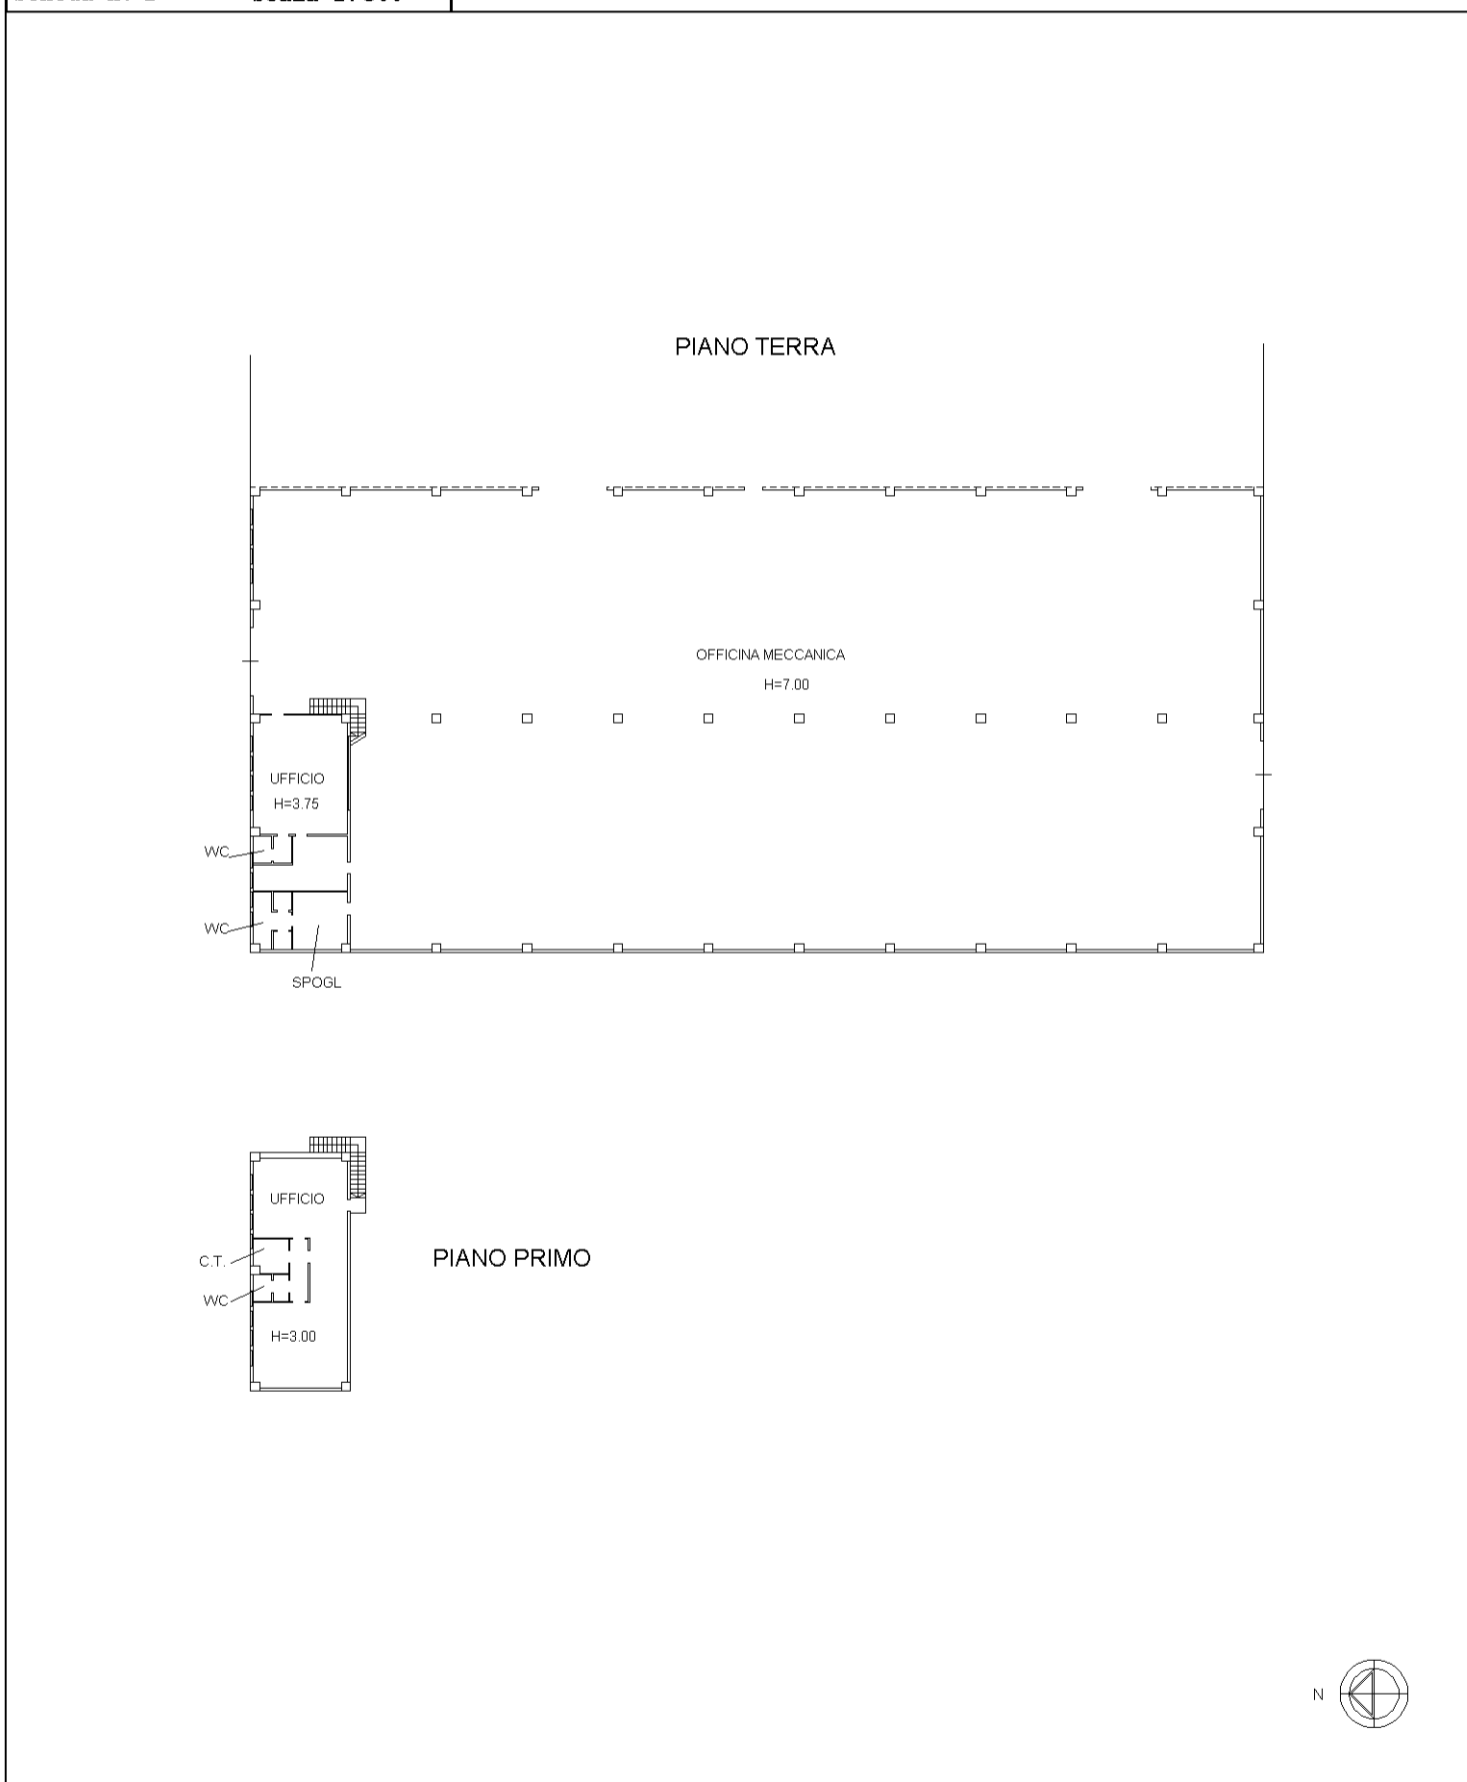 PIANO TERRA
OFFICINA MECCANICA
H=7.00
UFFICIO
H=3.75
WC
WC
SPOGL
UFFICIO
C.T.
PIANO PRIMO
WC
H=3.00
N